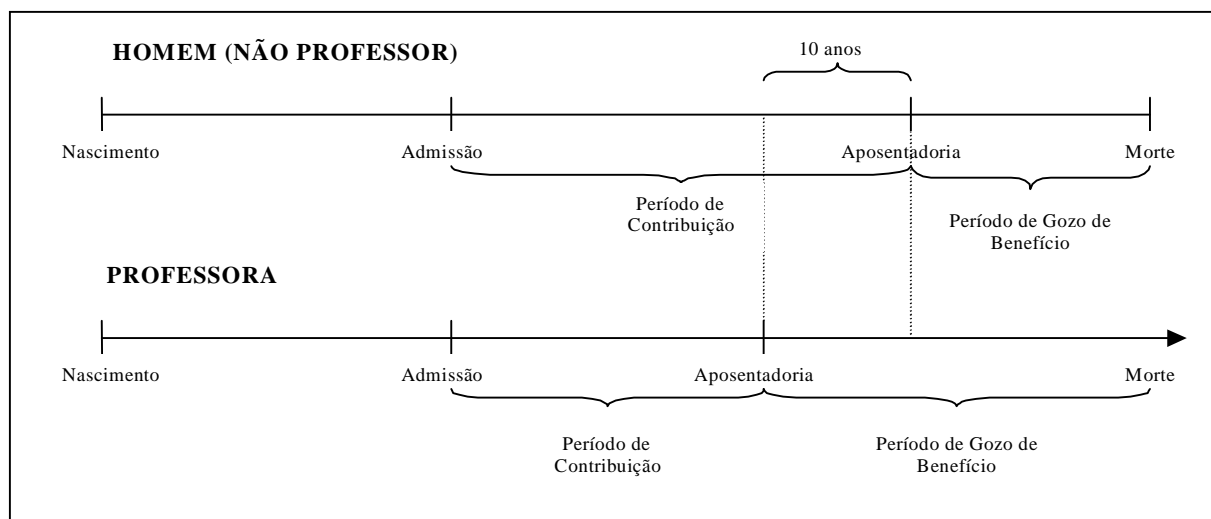 HOMEM (NÃO PROFESSOR)
10 anos
Nascimento
Admissão
Aposentadoria
Morte
Período de
Contribuição
Período de Gozo de
Benefício
PROFESSORA
Nascimento
Admissão
Aposentadoria
Morte
Período de
Contribuição
Período de Gozo de
Benefício